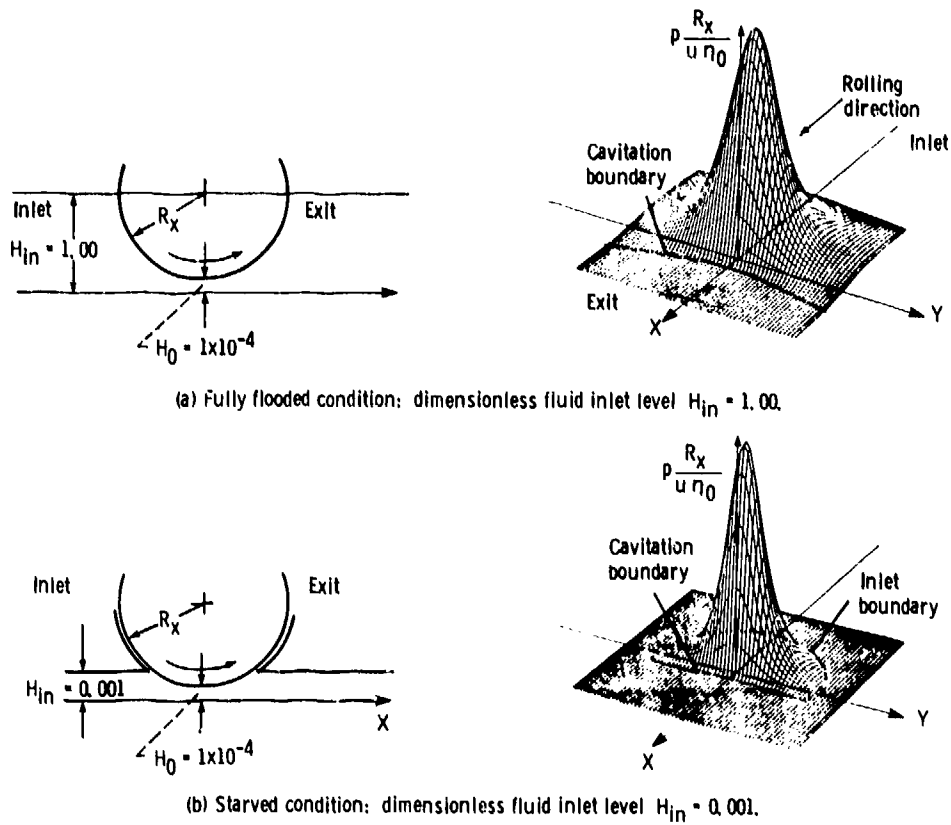 p R_x / u η_0
Rolling
direction
Inlet
Cavitation
boundary
Inlet
Exit
R_x
H_in = 1.00
H_0 = 1x10^-4
Exit
X
Y
(a) Fully flooded condition: dimensionless fluid inlet level H_in = 1.00.
p R_x / u η_0
Cavitation
boundary
Inlet
boundary
Inlet
Exit
R_x
H_in = 0.001
X
H_0 = 1x10^-4
Y
X
(b) Starved condition: dimensionless fluid inlet level H_in = 0.001.